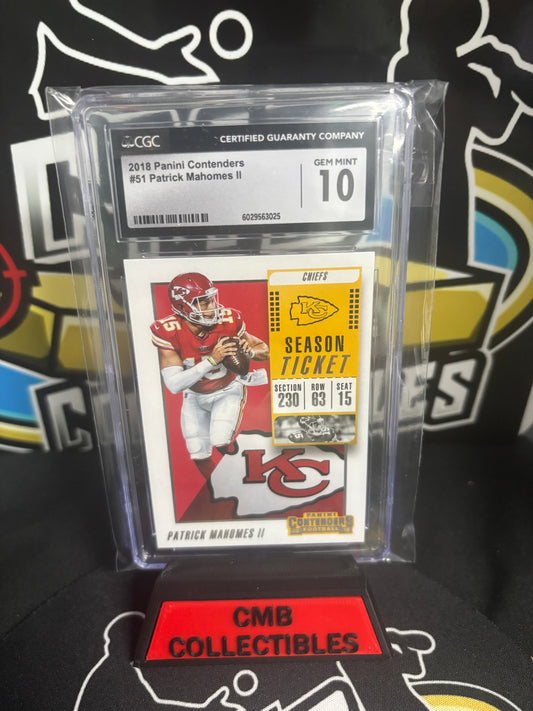 CGC
CERTIFIED GUARANTY COMPANY
2018 Panini Contenders
#51 Patrick Mahomes II
GEM MINT
10
6029563025
CHIEFS
KC
SEASON
TICKET
SECTION ROW SEAT
230 63 15
15
KC
PATRICK MAHOMES II
PANINI
CONTENDERS
FOOTBALL
CMB
COLLECTIBLES